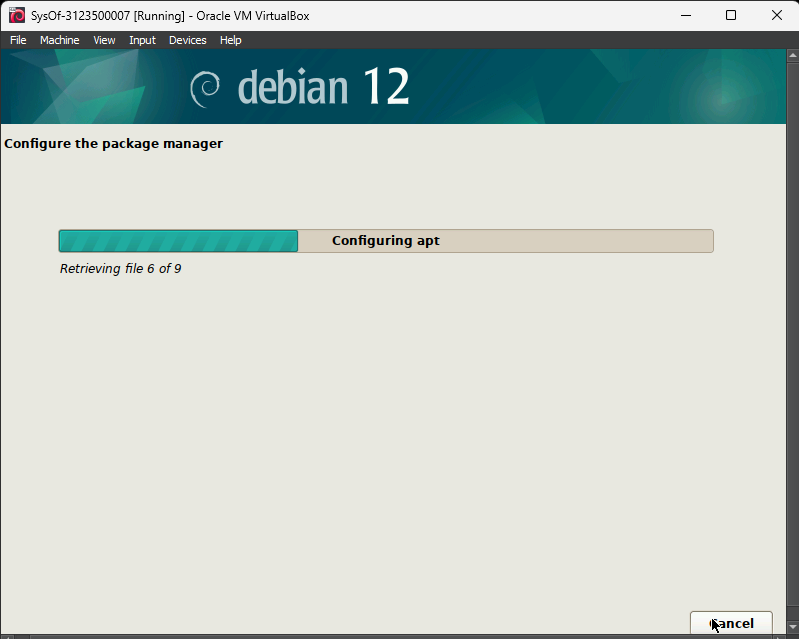 SysOf-3123500007 [Running] - Oracle VM VirtualBox
File Machine View Input Devices Help
debian 12
Configure the package manager
Configuring apt
Retrieving file 6 of 9
Cancel